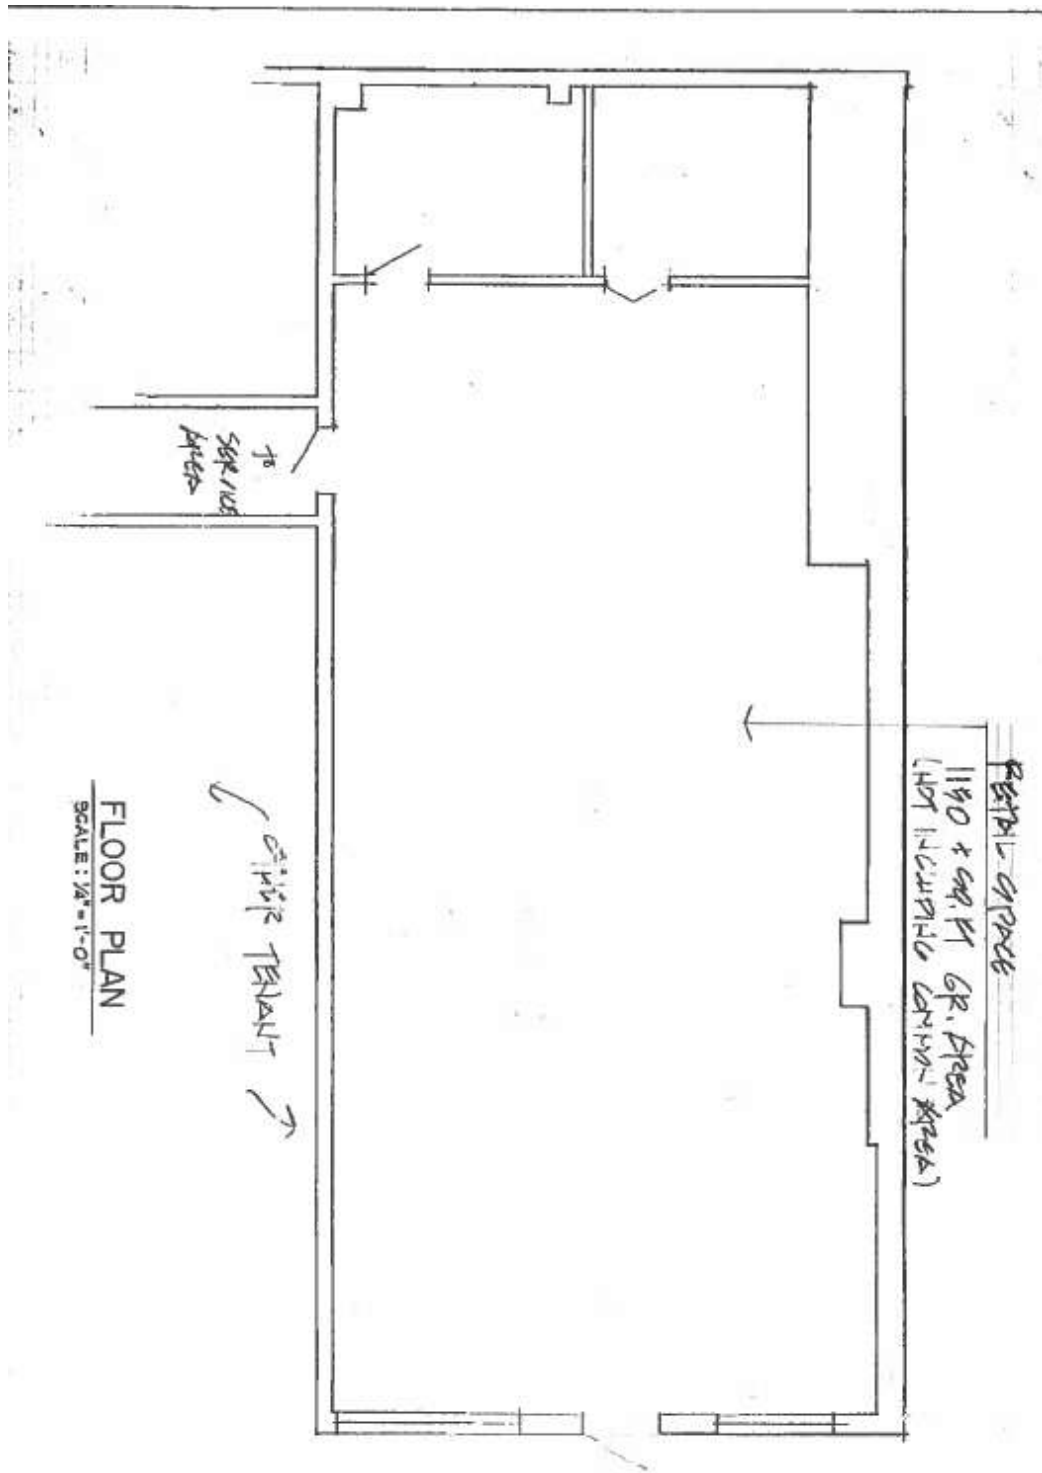 RETAIL SPACE
± SQ. FT GR. AREA
(NOT INCLUDING COMMON AREA)
TO
SERVICE
AREA
OTHER TENANT
FLOOR PLAN
SCALE: 1/4" = 1'-0"